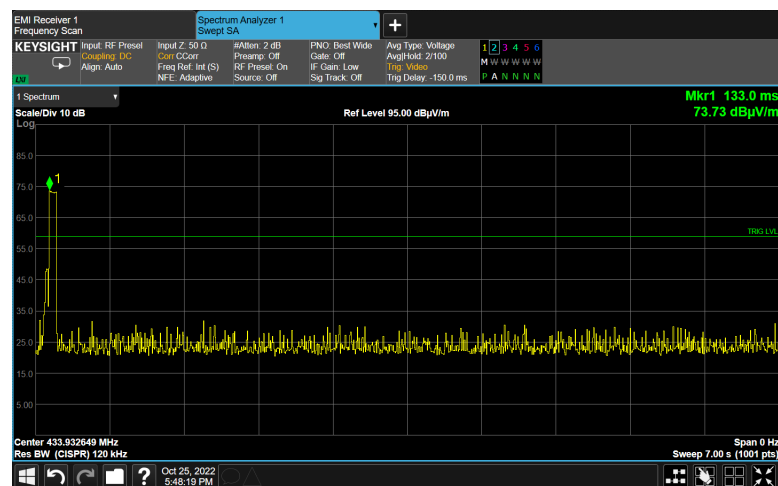 EMI Receiver 1
Frequency Scan
Spectrum Analyzer 1
Swept SA
+
KEYSIGHT
LXI
Input: RF Presel
Coupling: DC
Align: Auto
Input Z: 50 Ω
Corr CCorr
Freq Ref: Int (S)
NFE: Adaptive
#Atten: 2 dB
Preamp: Off
RF Presel: On
Source: Off
PNO: Best Wide
Gate: Off
IF Gain: Low
Sig Track: Off
Avg Type: Voltage
Avg|Hold: 2/100
Trig: Video
Trig Delay: -150.0 ms
1 2 3 4 5 6
M W W W W W
P A N N N N
1 Spectrum
Mkr1 133.0 ms
73.73 dBµV/m
Scale/Div 10 dB
Ref Level 95.00 dBµV/m
Log
85.0
1
75.0
65.0
TRIG LVL
55.0
45.0
35.0
25.0
15.0
5.00
Center 433.932649 MHz
Span 0 Hz
Res BW (CISPR) 120 kHz
Sweep 7.00 s (1001 pts)
?
Oct 25, 2022
5:48:19 PM